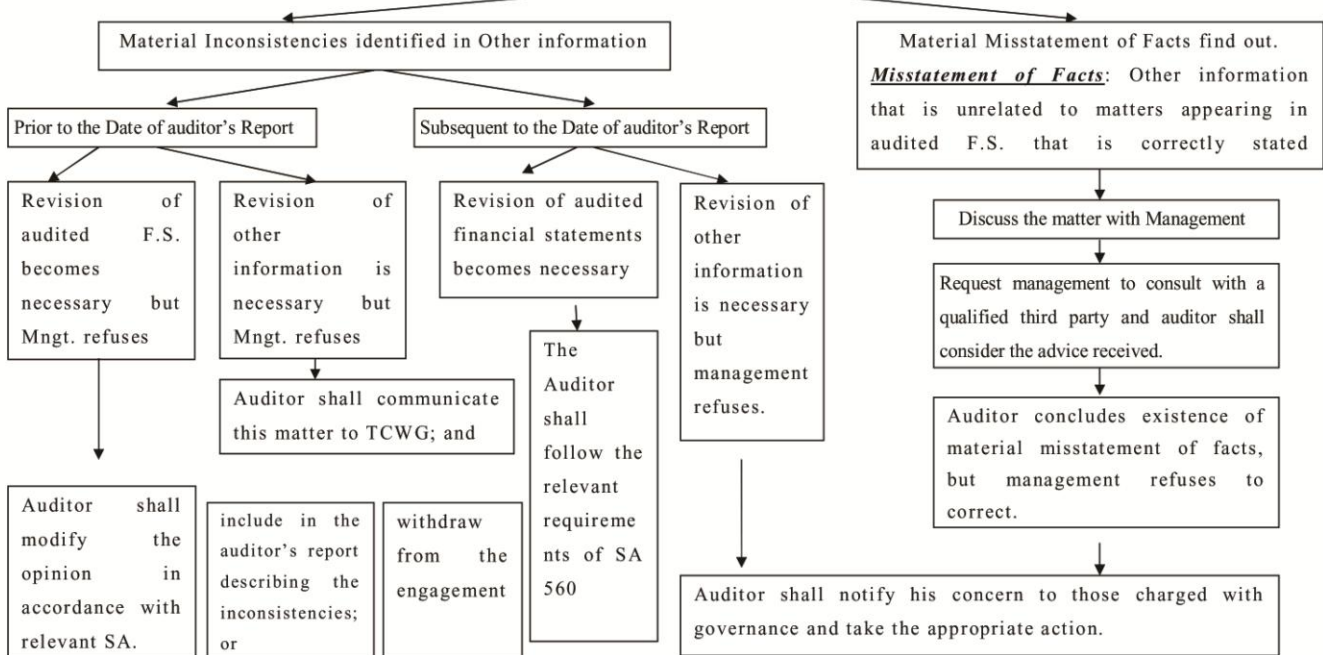 Material Inconsistencies identified in Other information
Material Misstatement of Facts find out.
Misstatement of Facts: Other information
that is unrelated to matters appearing in
audited F.S. that is correctly stated
Prior to the Date of auditor's Report
Subsequent to the Date of auditor's Report
Revision of
audited F.S.
becomes
necessary but
Mngt. refuses
Revision of
other
information is
necessary but
Mngt. refuses
Revision of audited
financial statements
becomes necessary
Revision of
other
information
is necessary
but
management
refuses.
Discuss the matter with Management
Request management to consult with a
qualified third party and auditor shall
consider the advice received.
Auditor shall communicate
this matter to TCWG; and
The
Auditor
shall
follow the
relevant
requireme
nts of SA
560
Auditor concludes existence of
material misstatement of facts,
but management refuses to
correct.
Auditor shall
modify the
opinion in
accordance with
relevant SA.
include in the
auditor's report
describing the
inconsistencies;
or
withdraw
from the
engagement
Auditor shall notify his concern to those charged with
governance and take the appropriate action.